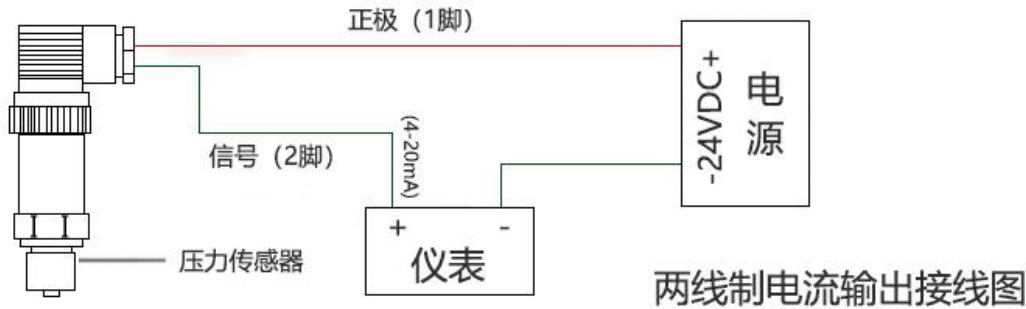 正极（1脚）
-24VDC+
电源
信号（2脚）
(4-20mA)
+ -
仪表
压力传感器
两线制电流输出接线图